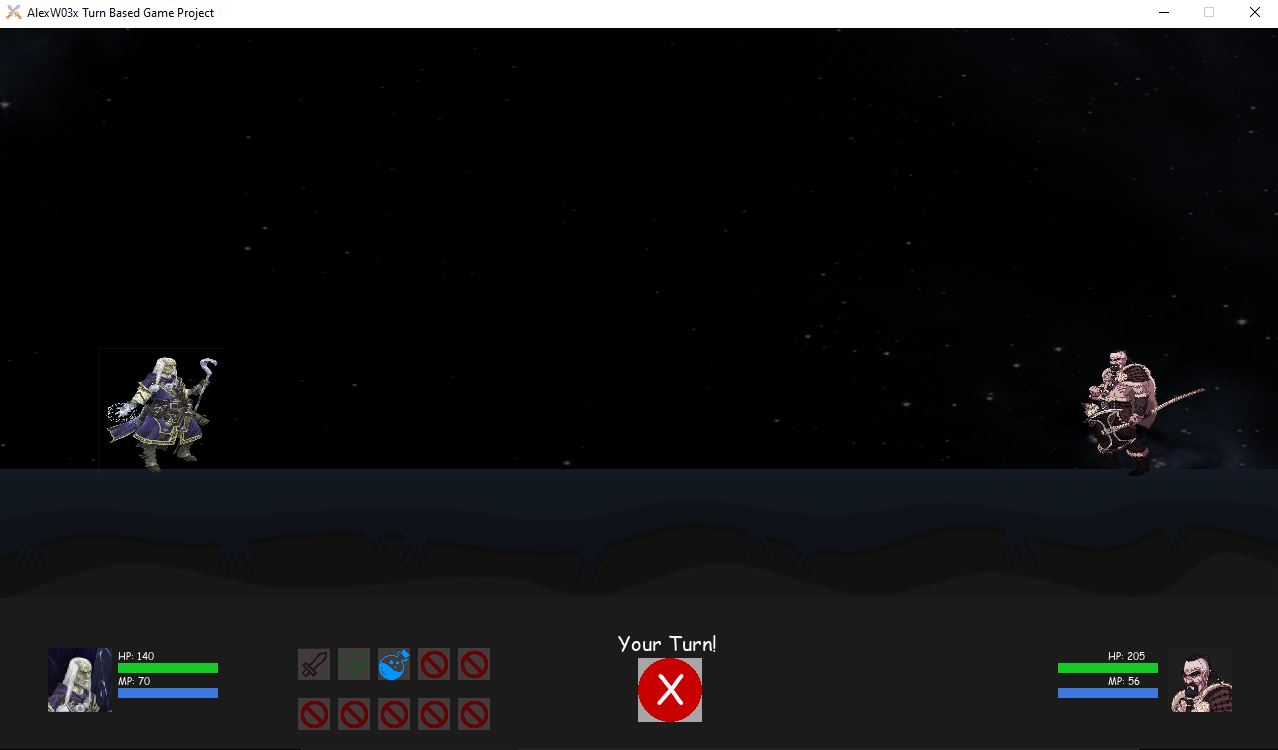 AlexW03x Turn Based Game Project
Your Turn!
HP: 140
MP: 70
HP: 205
MP: 56
X